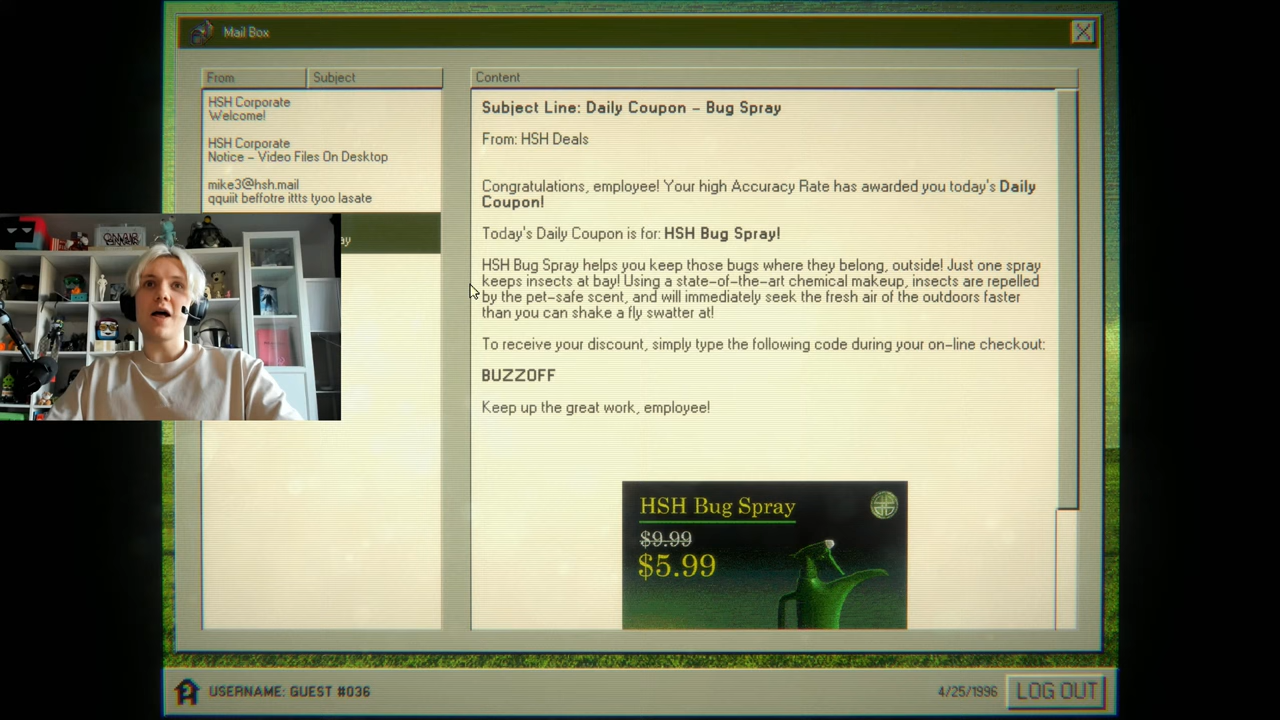 Mail Box
From
Subject
Content
HSH Corporate
Welcome!
HSH Corporate
Notice - Video Files On Desktop
mike3@hsh.mail
qquiit beffotre ittts tyoo lasate
Subject Line: Daily Coupon - Bug Spray
From: HSH Deals
Congratulations, employee! Your high Accuracy Rate has awarded you today's Daily
Coupon!
Today's Daily Coupon is for: HSH Bug Spray!
HSH Bug Spray helps you keep those bugs where they belong, outside! Just one spray
keeps insects at bay! Using a state-of-the-art chemical makeup, insects are repelled
by the pet-safe scent, and will immediately seek the fresh air of the outdoors faster
than you can shake a fly swatter at!
To receive your discount, simply type the following code during your on-line checkout:
BUZZOFF
Keep up the great work, employee!
HSH Bug Spray
$9.99
$5.99
USERNAME: GUEST #036
4/25/1996
LOG OUT